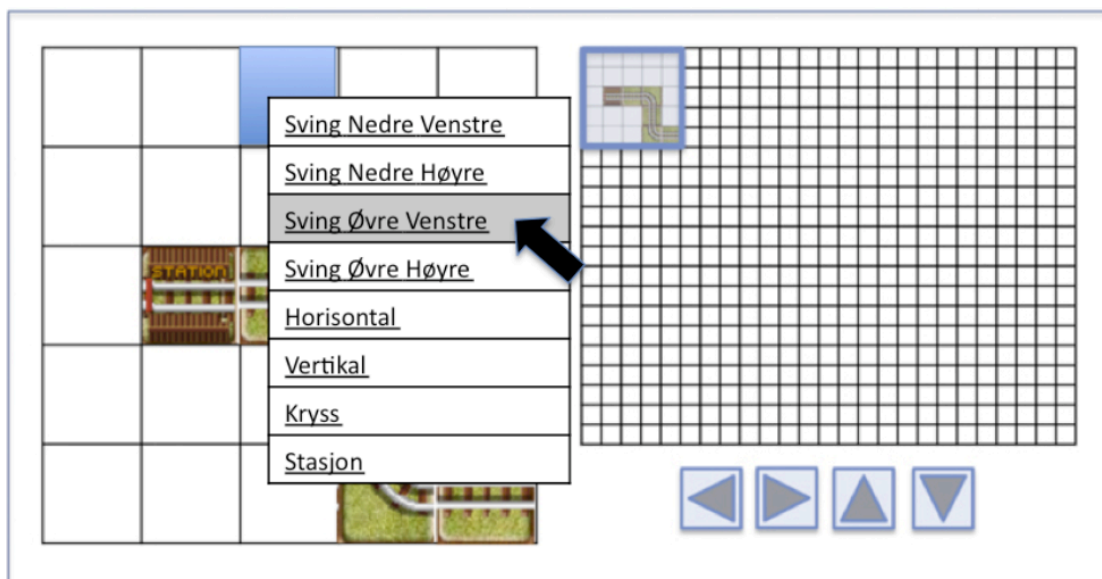 Sving Nedre Venstre
Sving Nedre Høyre
Sving Øvre Venstre
STATION
Sving Øvre Høyre
Horisontal
Vertikal
Kryss
Stasjon